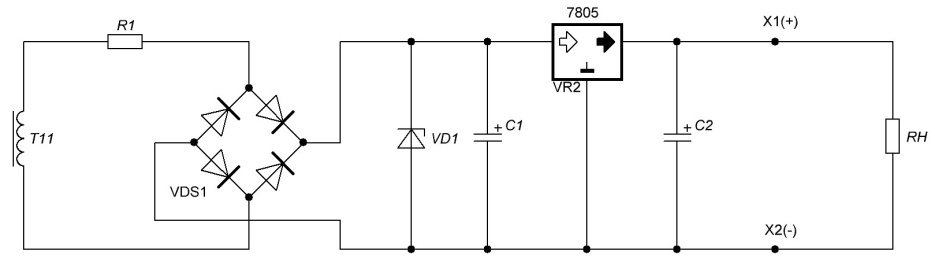 7805
X1(+)
R1
VR2
T11
VD1
+ C1
+ C2
RH
VDS1
X2(-)